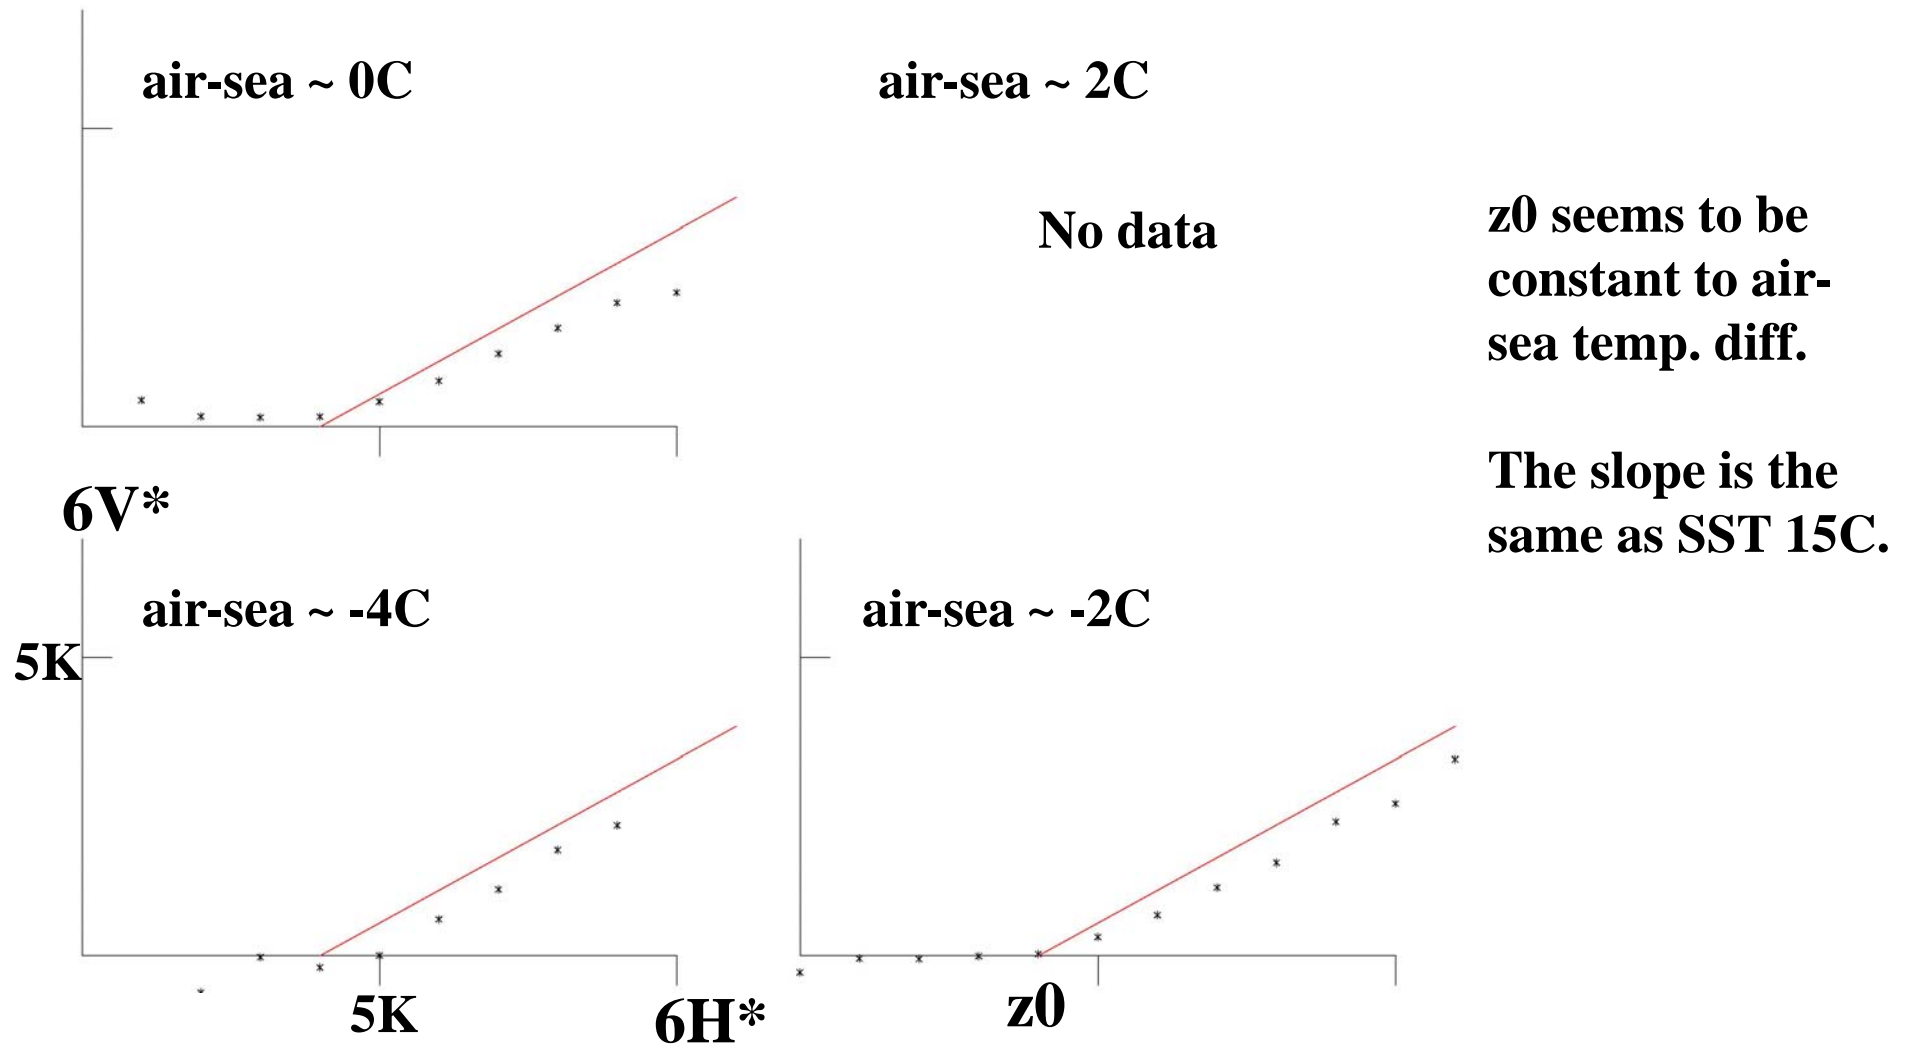 air-sea ~ 0C
air-sea ~ 2C
No data
z0 seems to be
constant to air-
sea temp. diff.
The slope is the
same as SST 15C.
6V*
air-sea ~ -4C
air-sea ~ -2C
5K
5K
6H*
z0